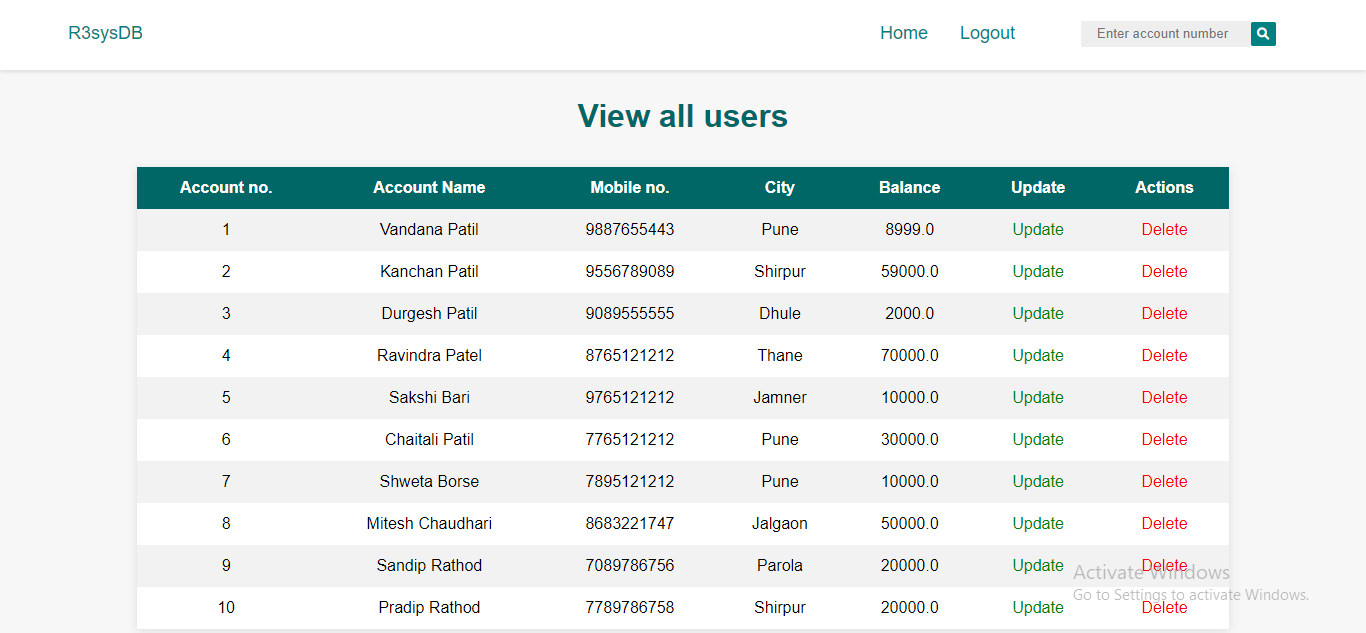 R3sysDB Home Logout Enter account number
View all users
Account no. Account Name Mobile no. City Balance Update Actions
1 Vandana Patil 9887655443 Pune 8999.0 Update Delete
2 Kanchan Patil 9556789089 Shirpur 59000.0 Update Delete
3 Durgesh Patil 9089555555 Dhule 2000.0 Update Delete
4 Ravindra Patel 8765121212 Thane 70000.0 Update Delete
5 Sakshi Bari 9765121212 Jamner 10000.0 Update Delete
6 Chaitali Patil 7765121212 Pune 30000.0 Update Delete
7 Shweta Borse 7895121212 Pune 10000.0 Update Delete
8 Mitesh Chaudhari 8683221747 Jalgaon 50000.0 Update Delete
9 Sandip Rathod 7089786756 Parola 20000.0 Update Delete
Activate Windows
Go to Settings to activate Windows.
10 Pradip Rathod 7789786758 Shirpur 20000.0 Update Delete